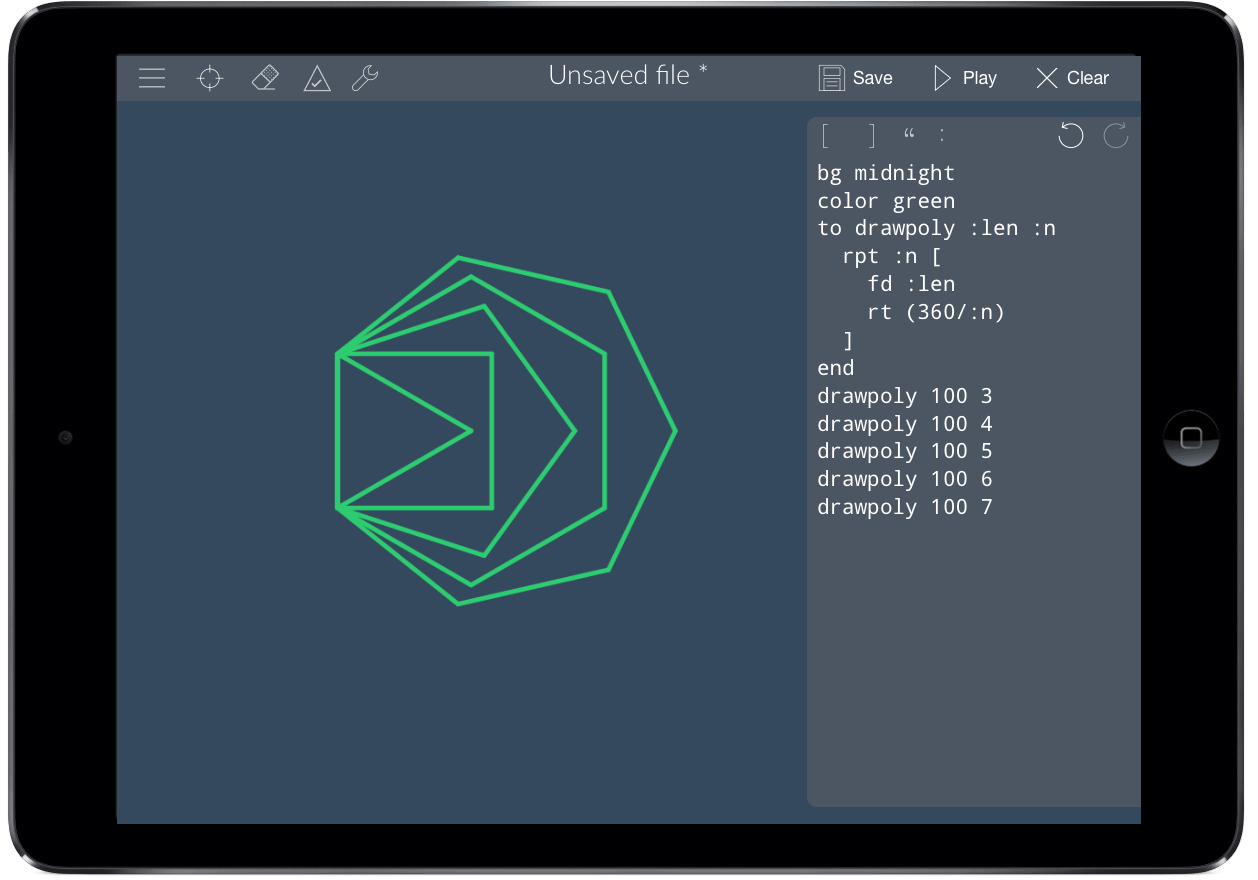 Unsaved file *
Save
Play
Clear
[ ] “ :
bg midnight
color green
to drawpoly :len :n
  rpt :n [
    fd :len
    rt (360/:n)
  ]
end
drawpoly 100 3
drawpoly 100 4
drawpoly 100 5
drawpoly 100 6
drawpoly 100 7